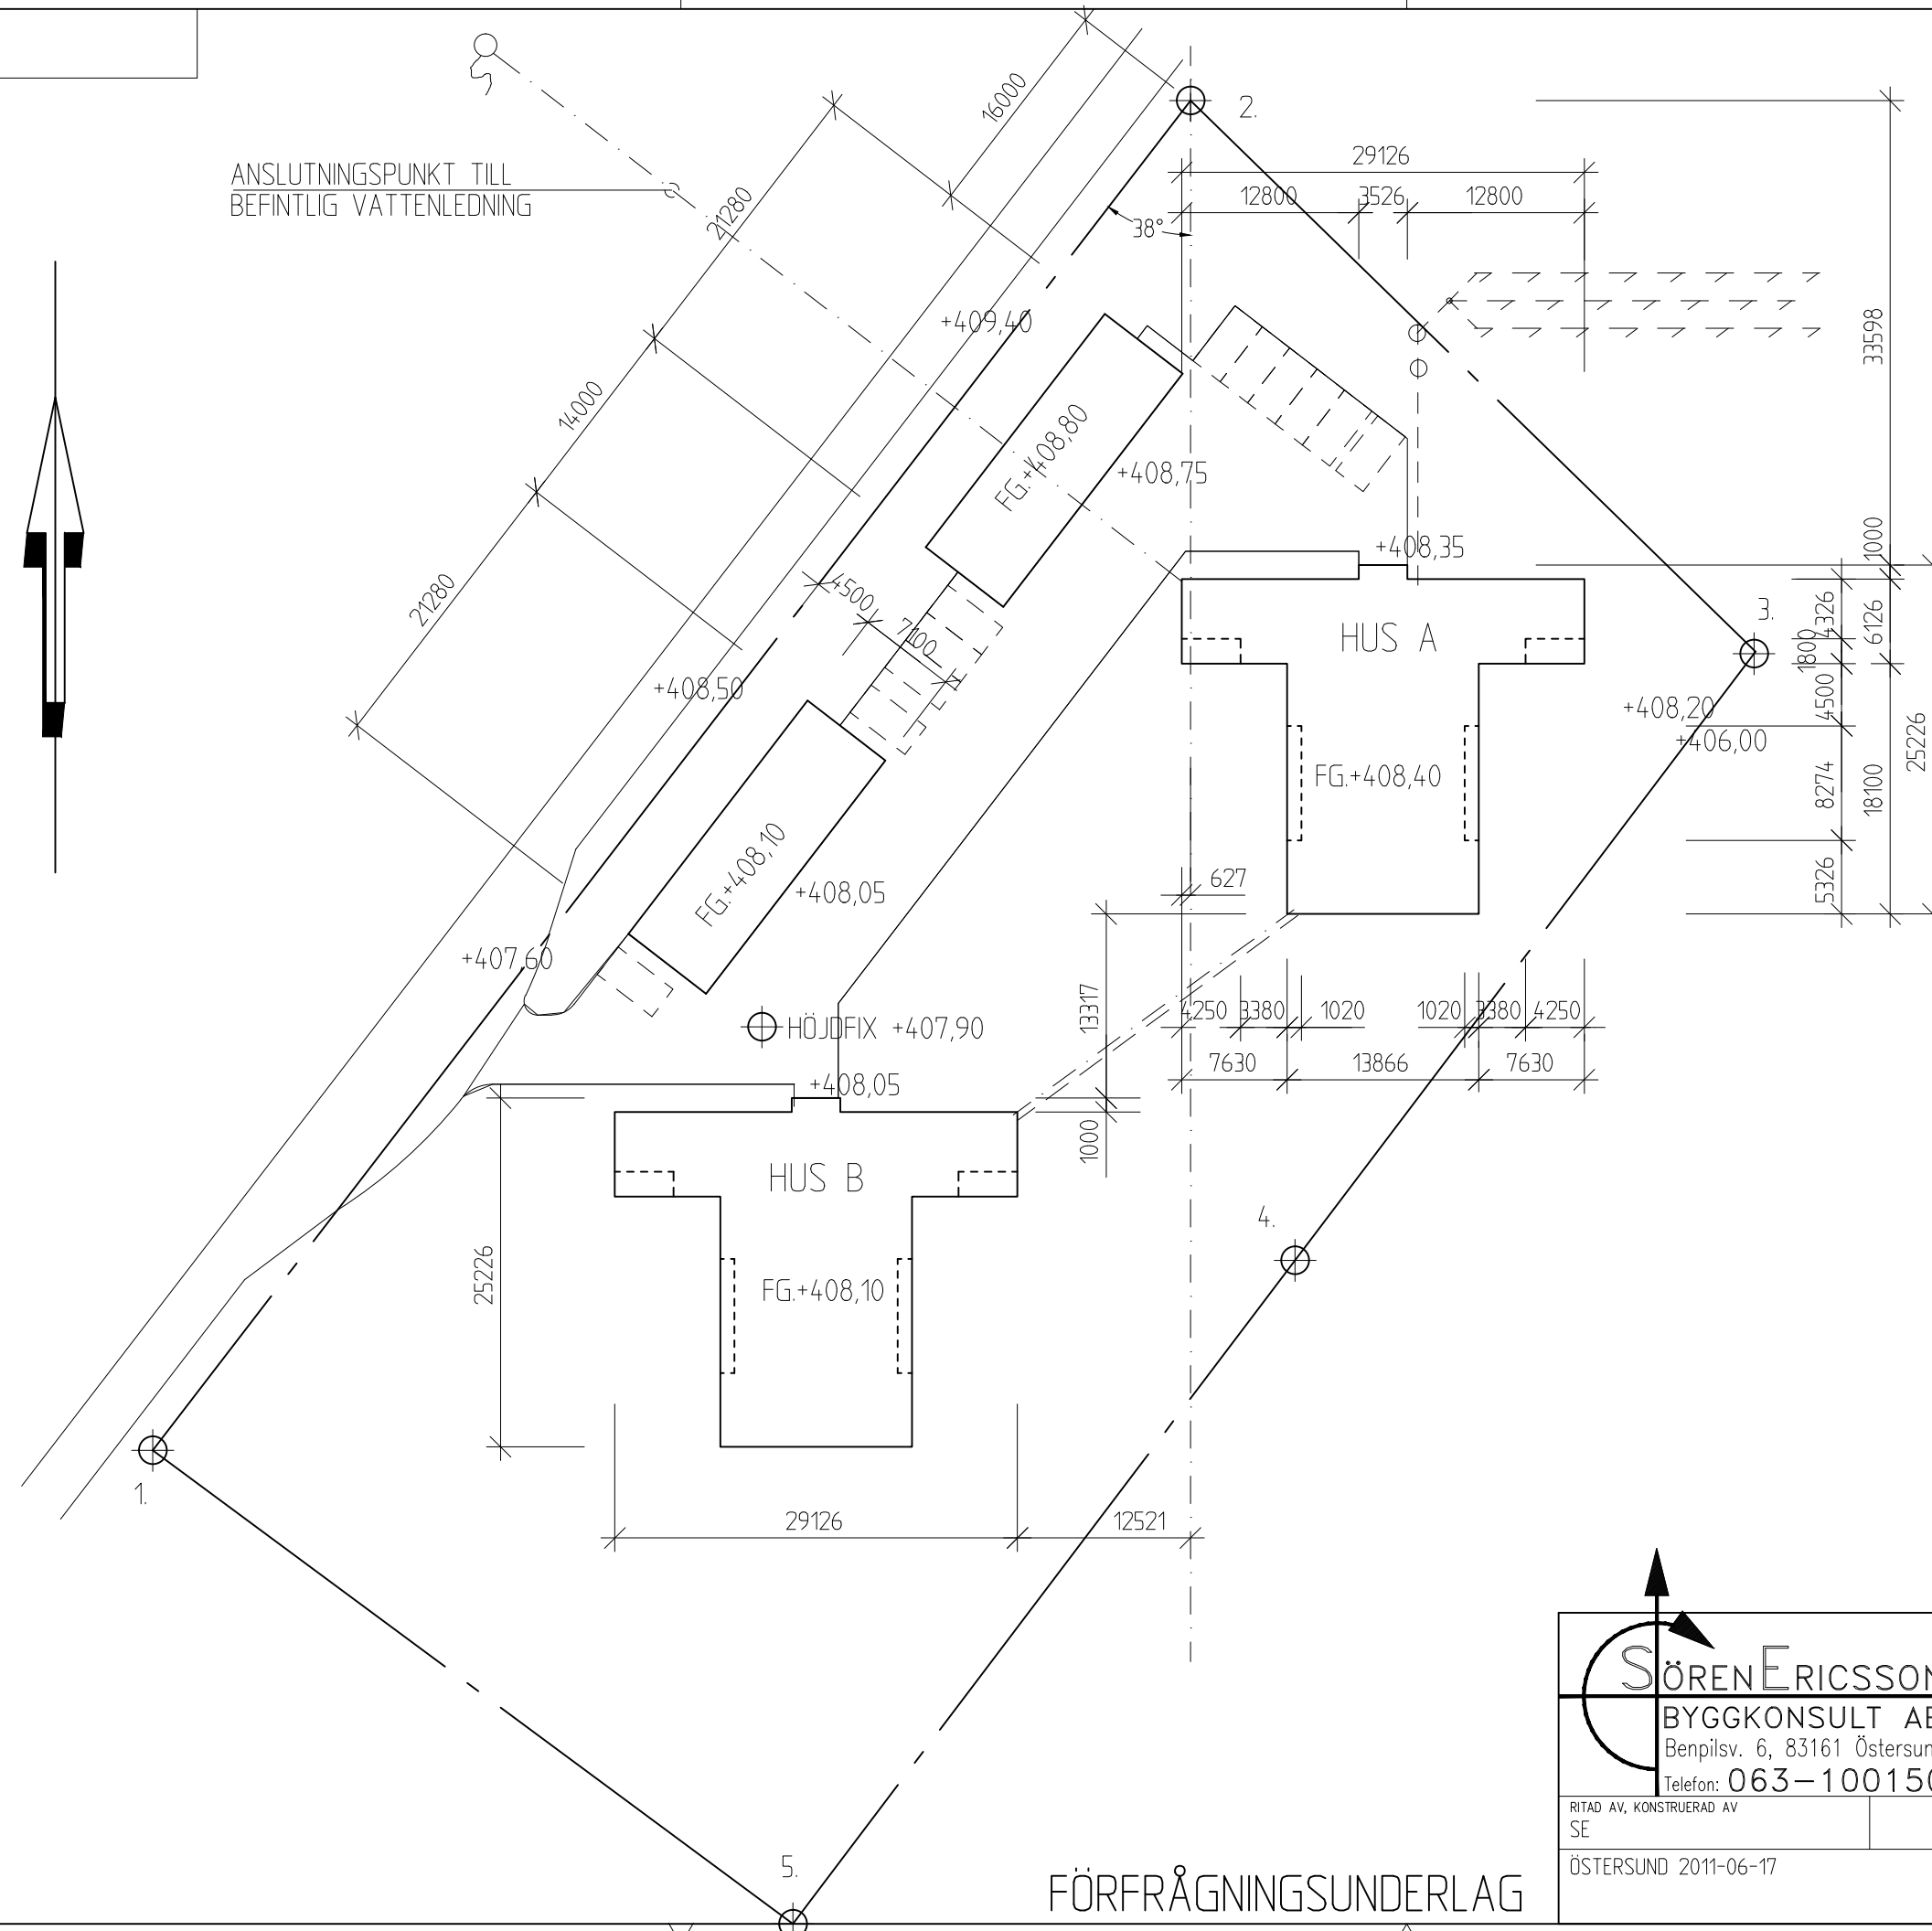 16000
2.
29126
12800 3526 12800
ANSLUTNINGSPUNKT TILL
BEFINTLIG VATTENLEDNING
21280
38°
+409,40
33598
14000
FG.+408,80
+408,75
21280
+408,35
1000
4500
7100
HUS A
3.
4326
6126
1800
+408,50
+408,20
+406,00
4500
25226
FG.+408,40
8274
18100
FG.+408,10
+408,05
627
5326
+407,60
13317
4250 3380 1020 1020 3380 4250
HÖJDFIX +407,90
7630 13866 7630
+408,05
1000
HUS B
4.
25226
FG.+408,10
1.
29126 12521
SÖREN ERICSSON
BYGGKONSULT AB
Benpilsv. 6, 83161 Östersun
Telefon: 063-100150
RITAD AV, KONSTRUERAD AV
SE
5.
ÖSTERSUND 2011-06-17
FÖRFRÅGNINGSUNDERLAG